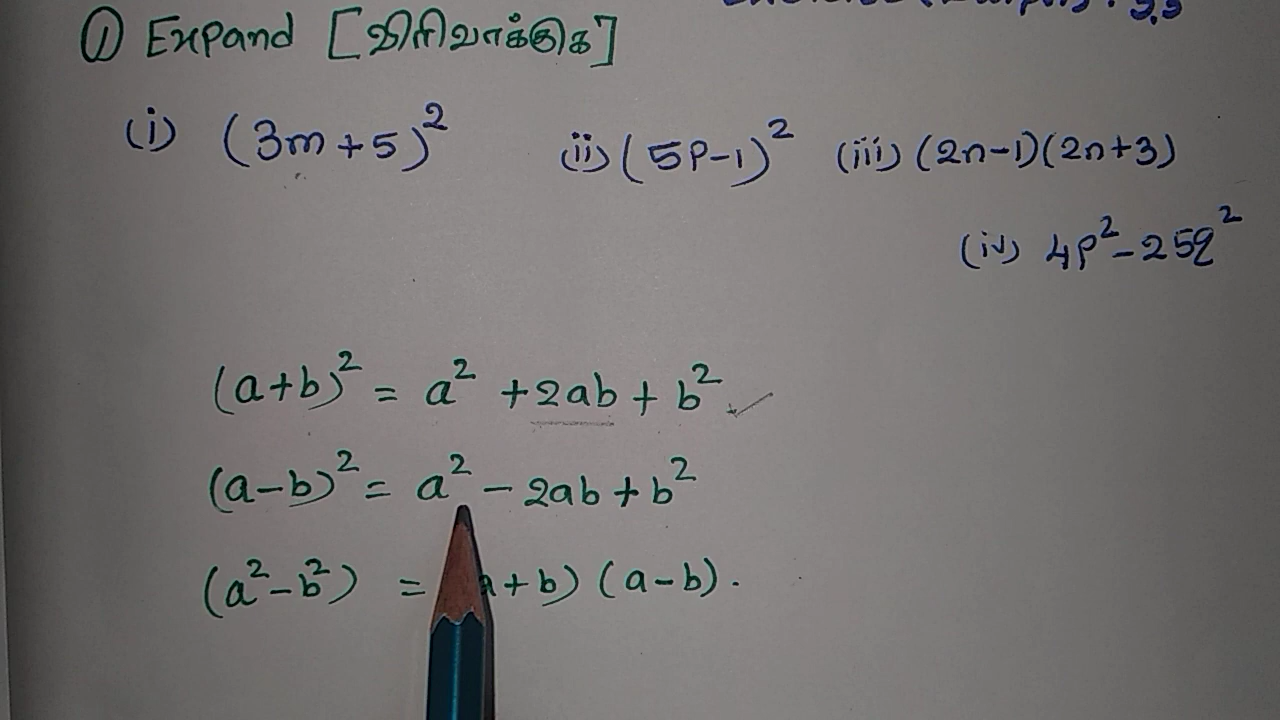 ① Expand [விரிவாக்குக]
(i) (3m+5)² (ii) (5P-1)² (iii) (2n-1)(2n+3)
(iv) 4p²-25q²
(a+b)² = a² + 2ab + b²
(a-b)² = a² - 2ab + b²
(a²-b²) = +b)(a-b).